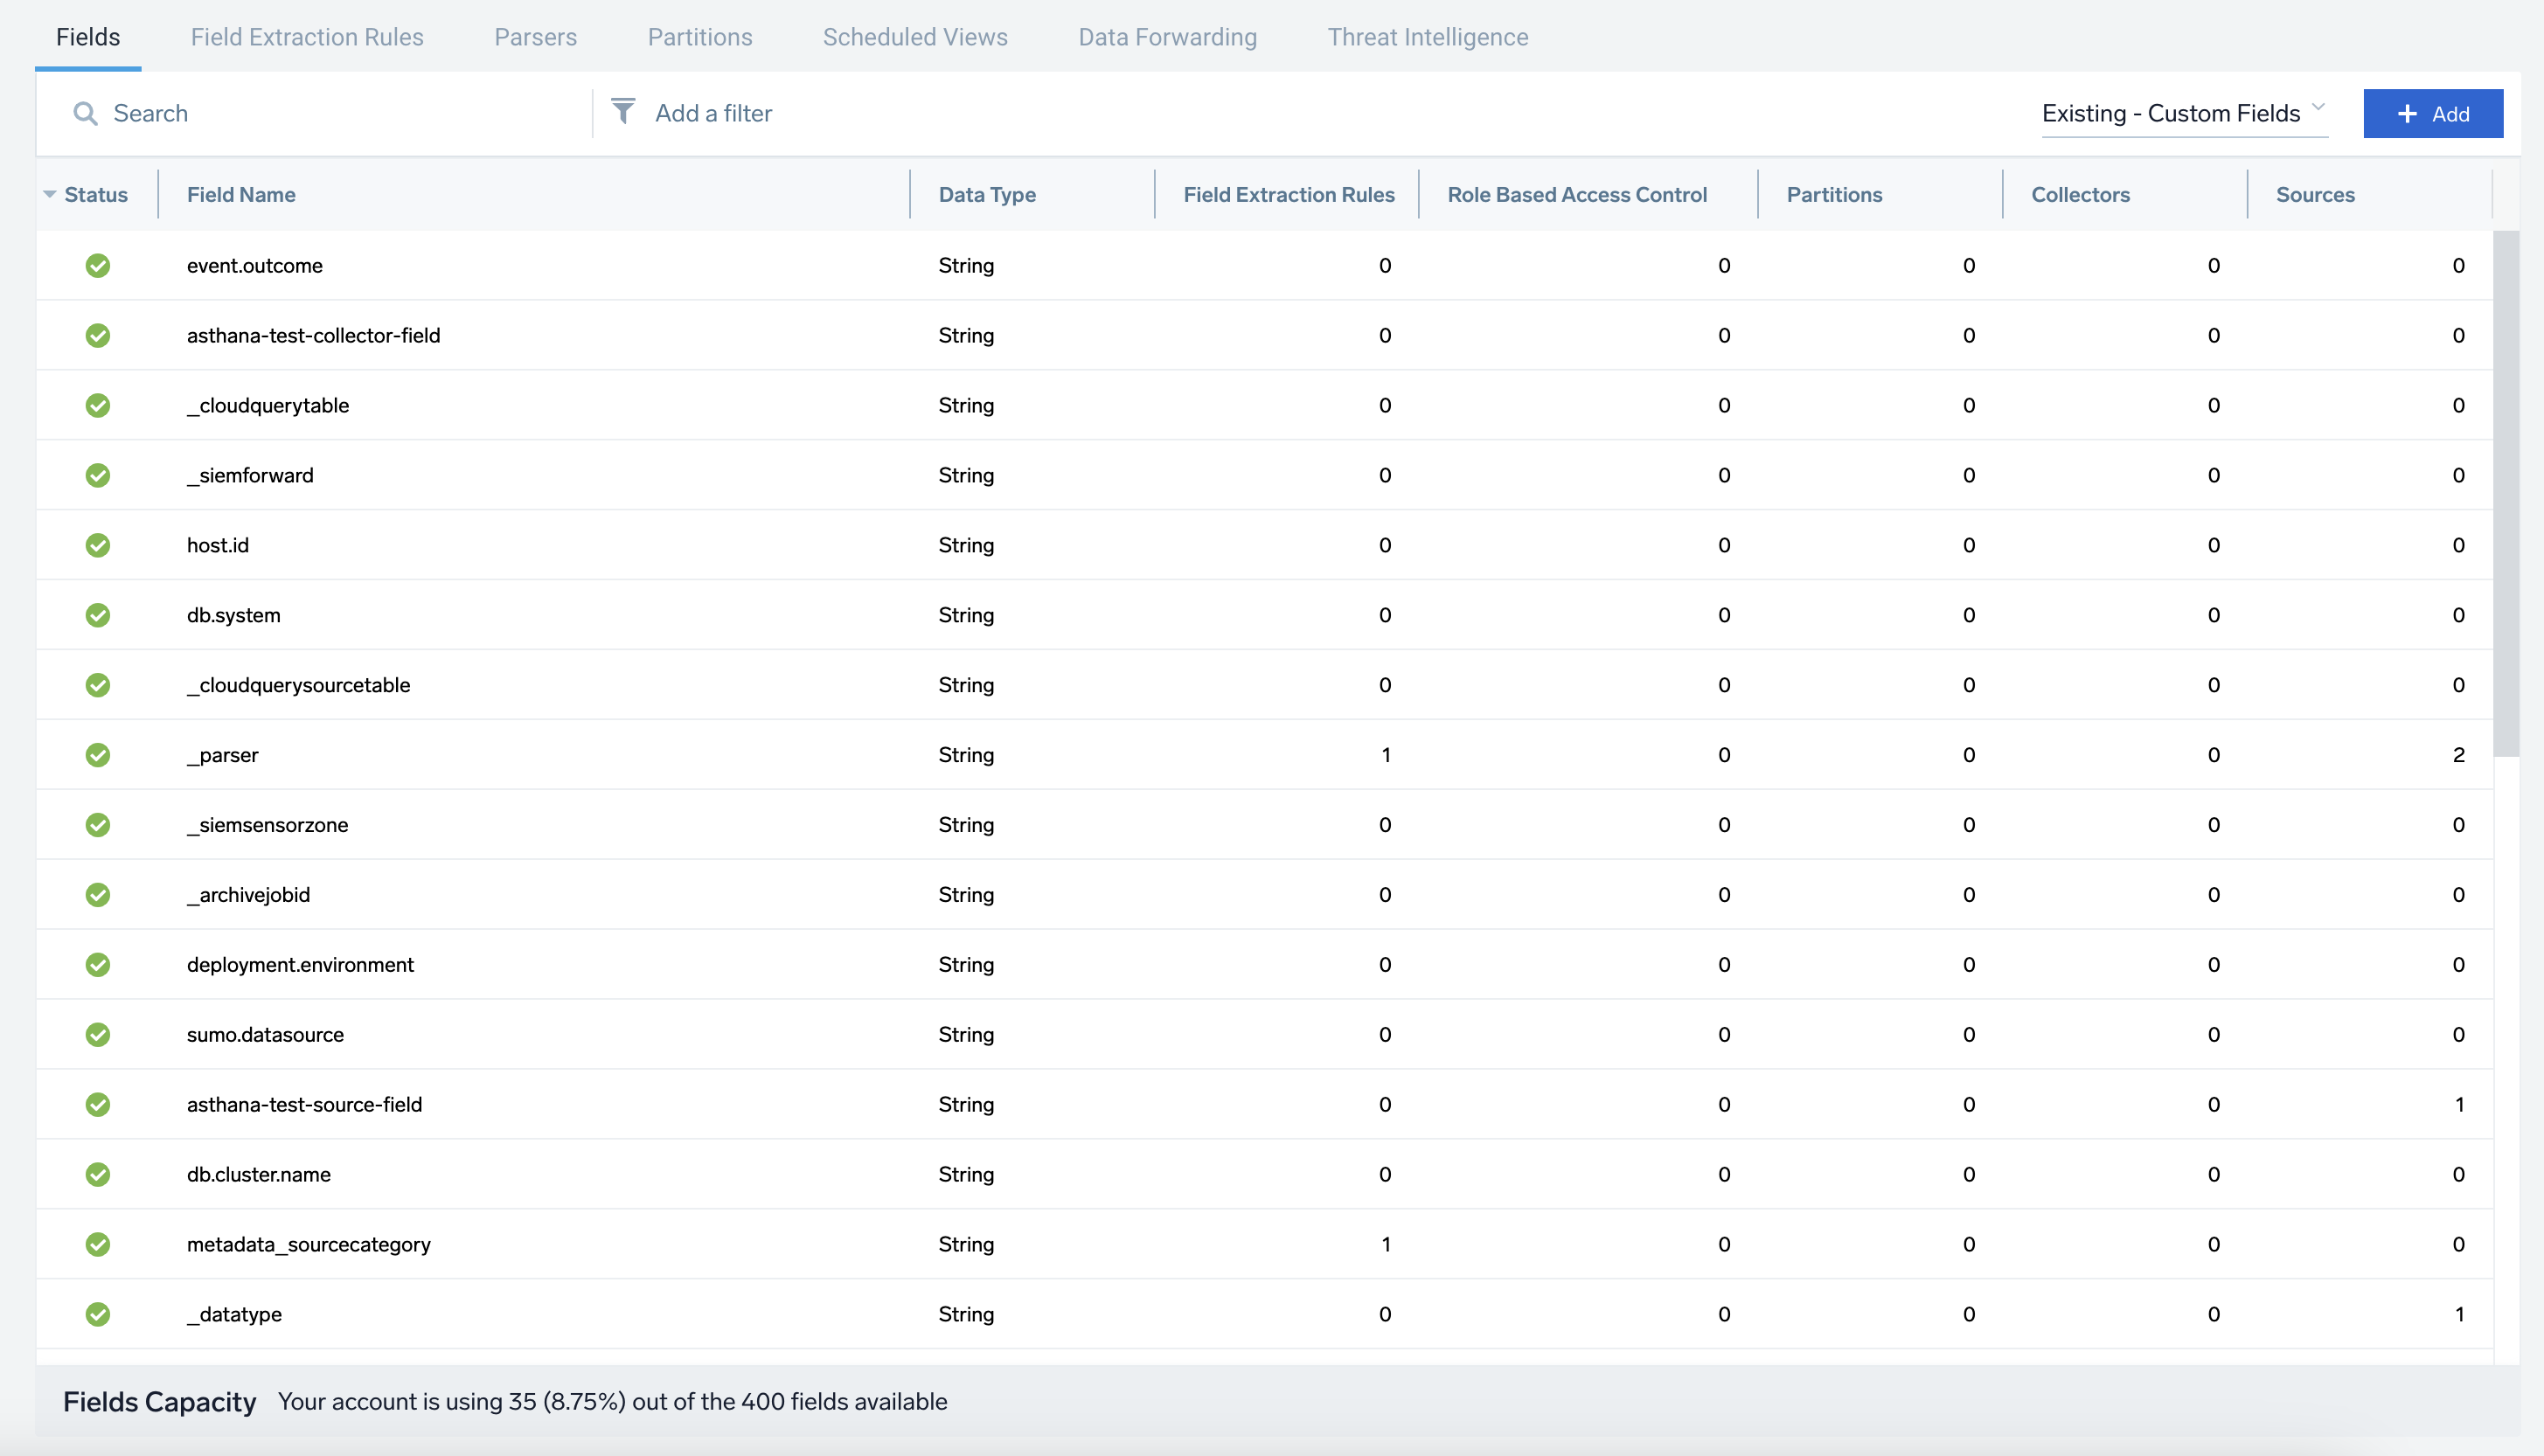 Fields Field Extraction Rules Parsers Partitions Scheduled Views Data Forwarding Threat Intelligence
Search Add a filter Existing - Custom Fields + Add
Status Field Name Data Type Field Extraction Rules Role Based Access Control Partitions Collectors Sources
event.outcome String 0 0 0 0 0
asthana-test-collector-field String 0 0 0 0 0
_cloudquerytable String 0 0 0 0 0
_siemforward String 0 0 0 0 0
host.id String 0 0 0 0 0
db.system String 0 0 0 0 0
_cloudquerysourcetable String 0 0 0 0 0
_parser String 1 0 0 0 2
_siemsensorzone String 0 0 0 0 0
_archivejobid String 0 0 0 0 0
deployment.environment String 0 0 0 0 0
sumo.datasource String 0 0 0 0 0
asthana-test-source-field String 0 0 0 0 1
db.cluster.name String 0 0 0 0 0
metadata_sourcecategory String 1 0 0 0 0
_datatype String 0 0 0 0 1
Fields Capacity Your account is using 35 (8.75%) out of the 400 fields available